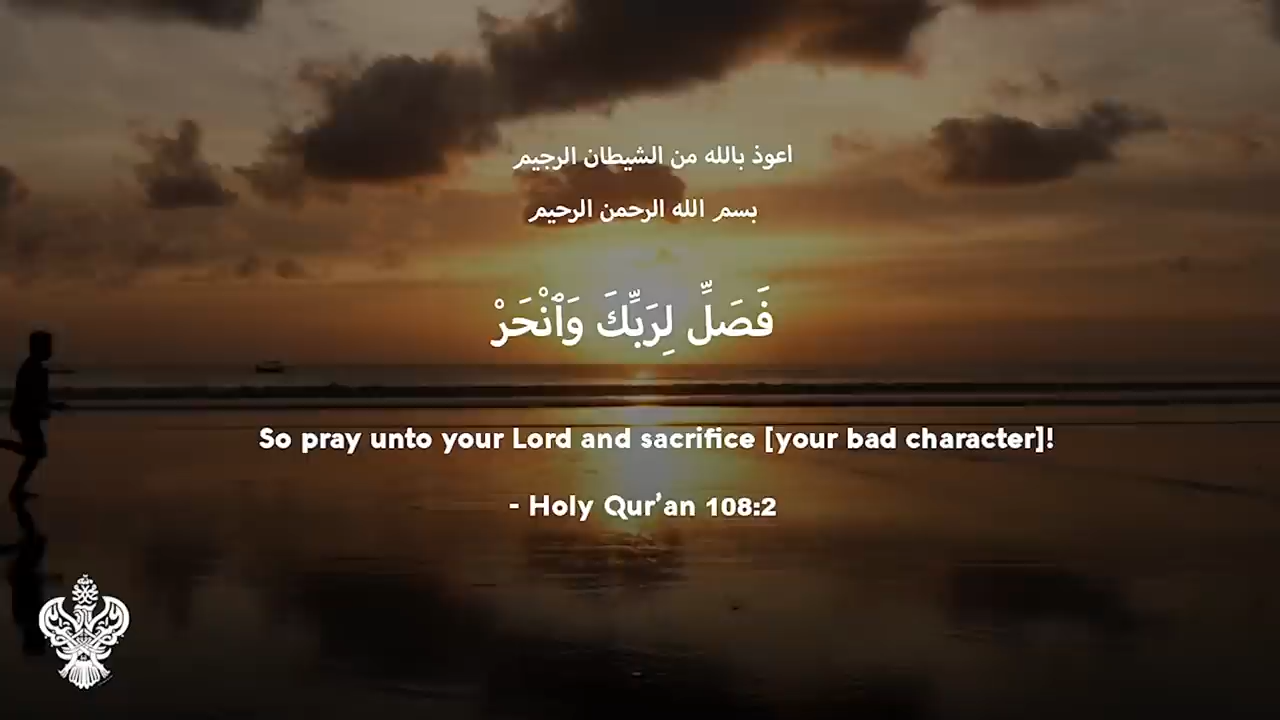 اعوذ بالله من الشيطان الرجيم
بسم الله الرحمن الرحيم
فَصَلِّ لِرَبِّكَ وَٱنْحَرْ
So pray unto your Lord and sacrifice [your bad character]!
- Holy Qur’an 108:2